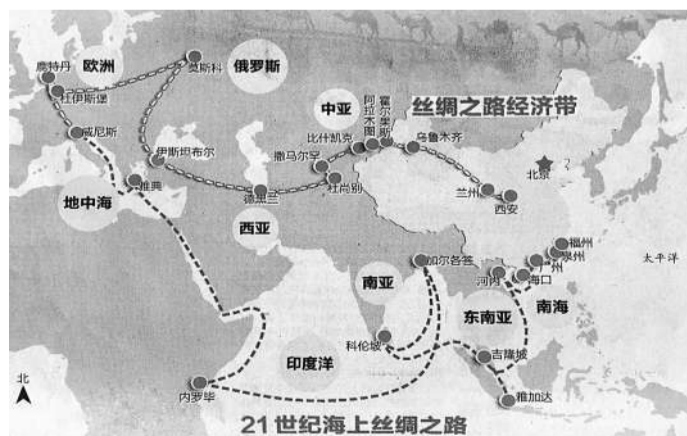 鹿特丹
欧洲
莫斯科
俄罗斯
杜伊斯堡
中亚
阿拉木图
霍尔果斯
丝绸之路经济带
威尼斯
比什凯克
乌鲁木齐
伊斯坦布尔
撒马尔罕
北京
雅典
德黑兰
杜尚别
兰州
西安
地中海
西亚
福州
泉州
太平洋
加尔各答
广州
河内
海口
南亚
南海
东南亚
科伦坡
印度洋
吉隆坡
北
内罗毕
雅加达
21世纪海上丝绸之路